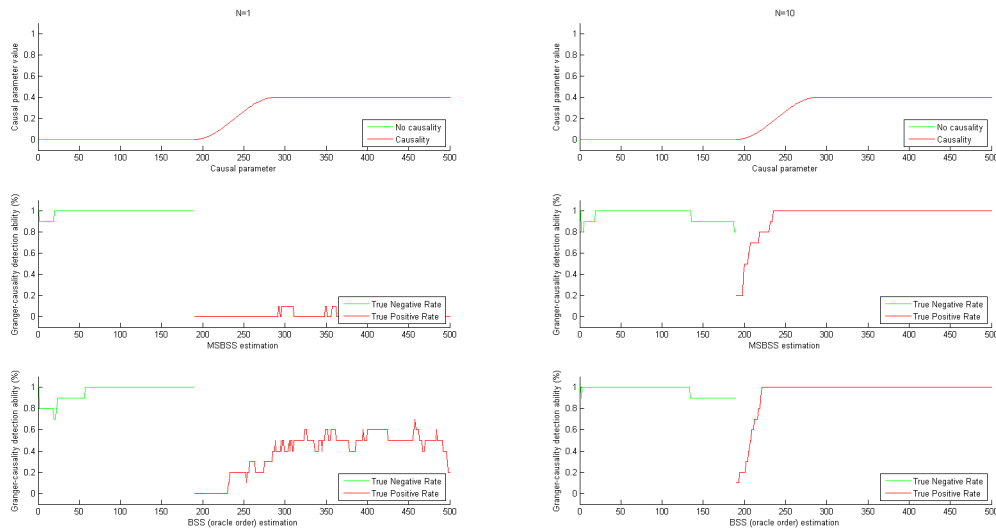 N=1
Causal parameter value
1
0.8
0.6
0.4
0.2
0
No causality
Causality
0 50 100 150 200 250 300 350 400 450 500
Causal parameter
N=10
Causal parameter value
1
0.8
0.6
0.4
0.2
0
No causality
Causality
0 50 100 150 200 250 300 350 400 450 500
Causal parameter
Granger-causality detection ability (%)
1
0.8
0.6
0.4
0.2
0
True Negative Rate
True Positive Rate
0 50 100 150 200 250 300 350 400 450 500
MSBSS estimation
Granger-causality detection ability (%)
1
0.8
0.6
0.4
0.2
0
True Negative Rate
True Positive Rate
0 50 100 150 200 250 300 350 400 450 500
MSBSS estimation
Granger-causality detection ability (%)
1
0.8
0.6
0.4
0.2
0
True Negative Rate
True Positive Rate
0 50 100 150 200 250 300 350 400 450 500
BSS (oracle order) estimation
Granger-causality detection ability (%)
1
0.8
0.6
0.4
0.2
0
True Negative Rate
True Positive Rate
0 50 100 150 200 250 300 350 400 450 500
BSS (oracle order) estimation